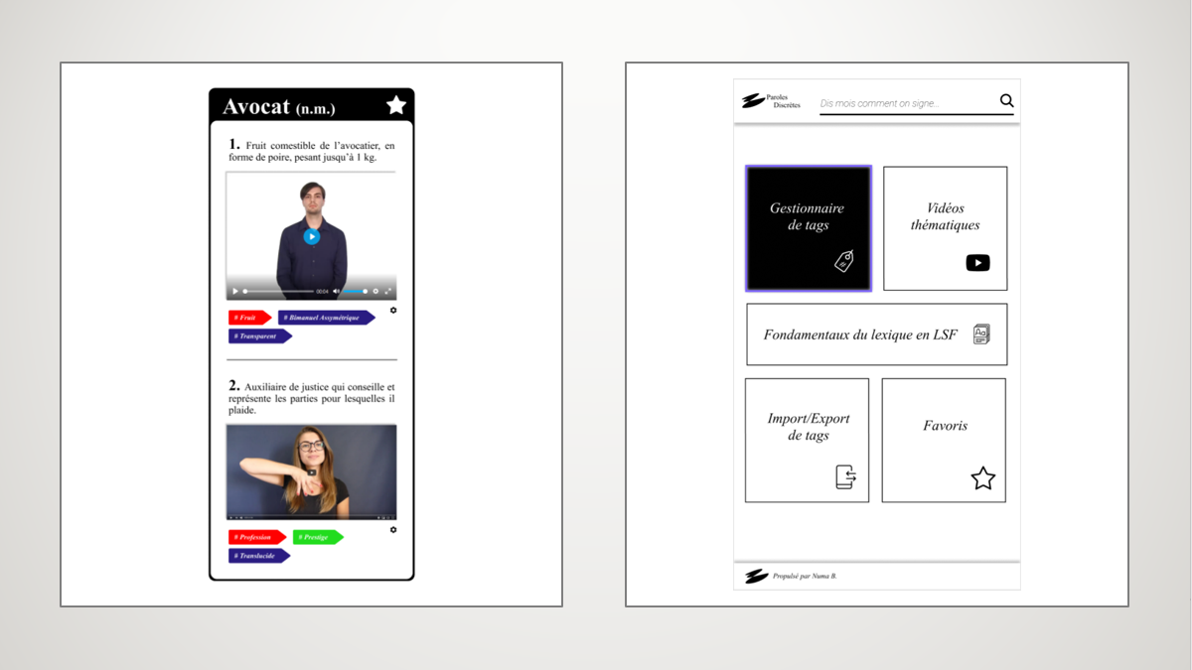 Avocat (n.m.)
1. Fruit comestible de l'avocatier, en
forme de poire, pesant jusqu'à 1 kg.
00:04
# Fruit
# Bimanuel Assymétrique
# Transparent
2. Auxiliaire de justice qui conseille et
représente les parties pour lesquelles il
plaide.
# Profession
# Prestige
# Translucide
Paroles
Discrètes
Dis mois comment on signe...
Gestionnaire
de tags
Vidéos
thématiques
Fondamentaux du lexique en LSF
Import/Export
de tags
Favoris
Propulsé par Numa B.